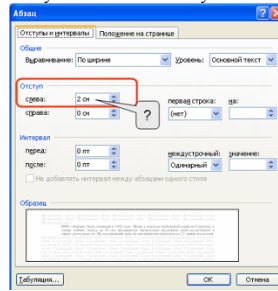 Абзац
Отступы и интервалы Положение на странице
Общие
Выравнивание: По ширине Уровень: Основной текст
Отступ
слева: 2 см первая строка: на:
справа: 0 см (нет)
?
Интервал
перед: 0 пт междустрочный: значение:
после: 0 пт Одинарный
Не добавлять интервал между абзацами одного стиля
Образец
Табуляция... ОК Отмена